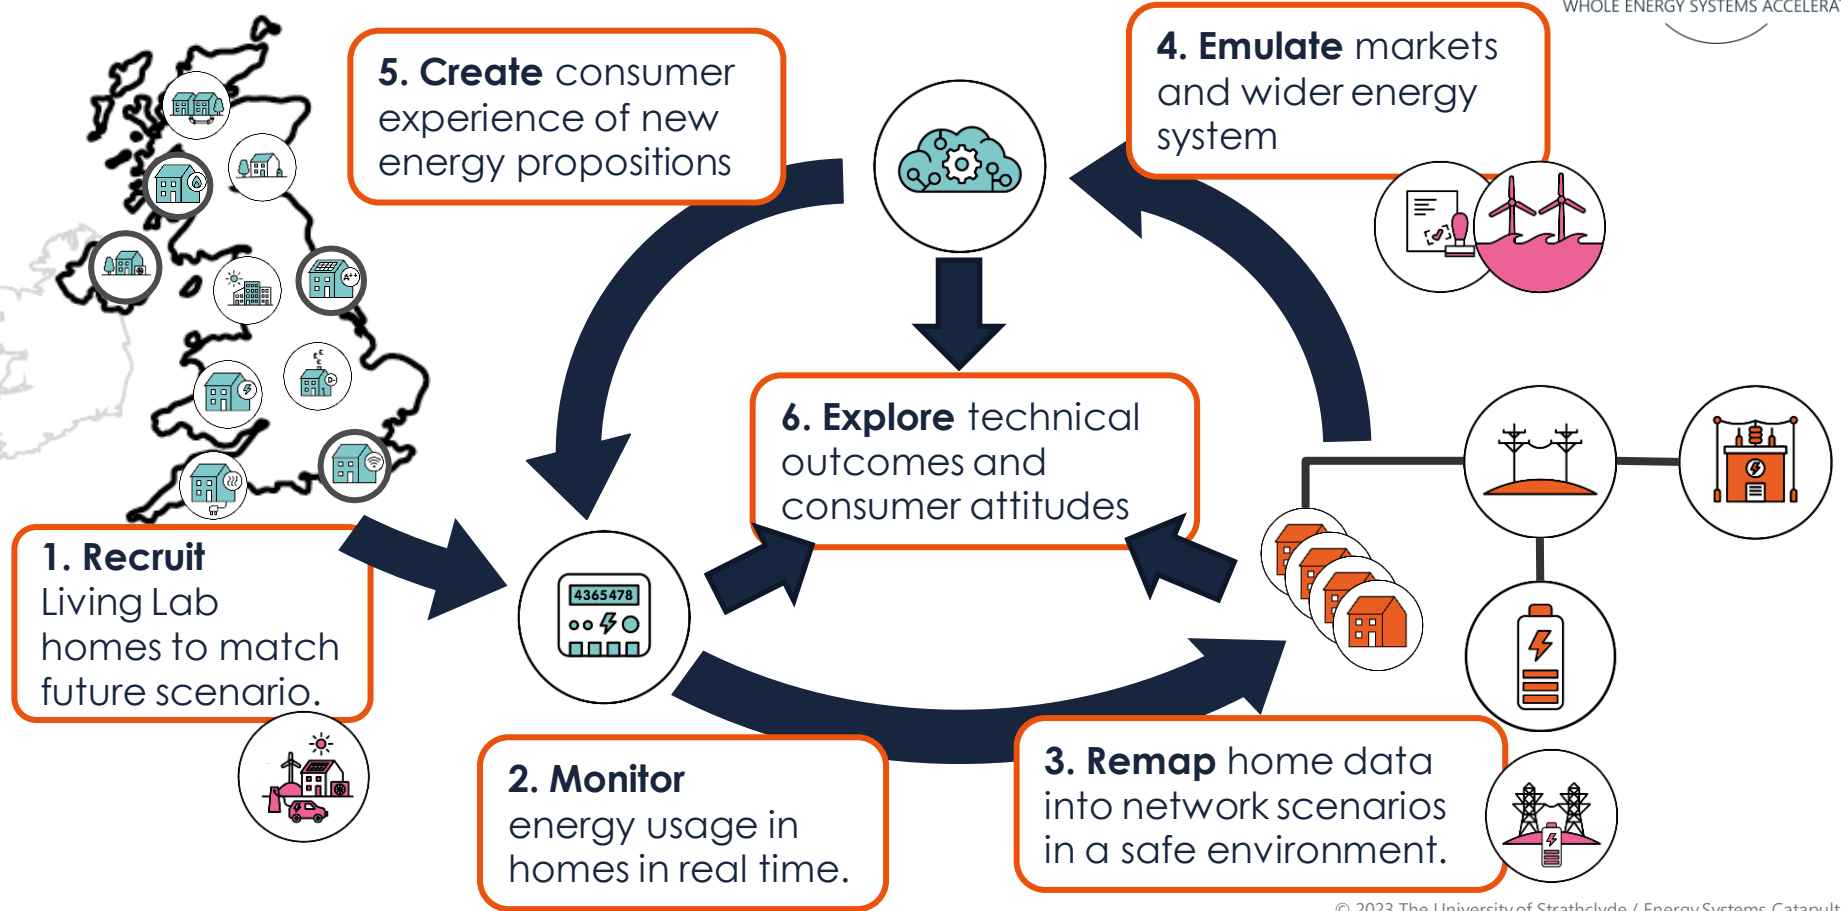 WHOLE ENERGY SYSTEMS ACCELERAT
5. Create consumer
experience of new
energy propositions
4. Emulate markets
and wider energy
system
A++
6. Explore technical
outcomes and
consumer attitudes
1. Recruit
Living Lab
homes to match
future scenario.
4365478
2. Monitor
energy usage in
homes in real time.
3. Remap home data
into network scenarios
in a safe environment.
© 2023 The University of Strathclyde / Energy Systems Catapult